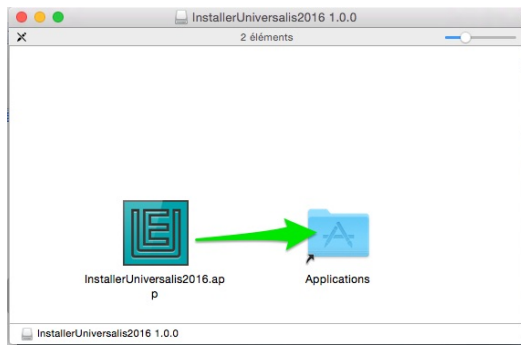 InstallerUniversalis2016 1.0.0
2 éléments
InstallerUniversalis2016.ap
p
Applications
InstallerUniversalis2016 1.0.0